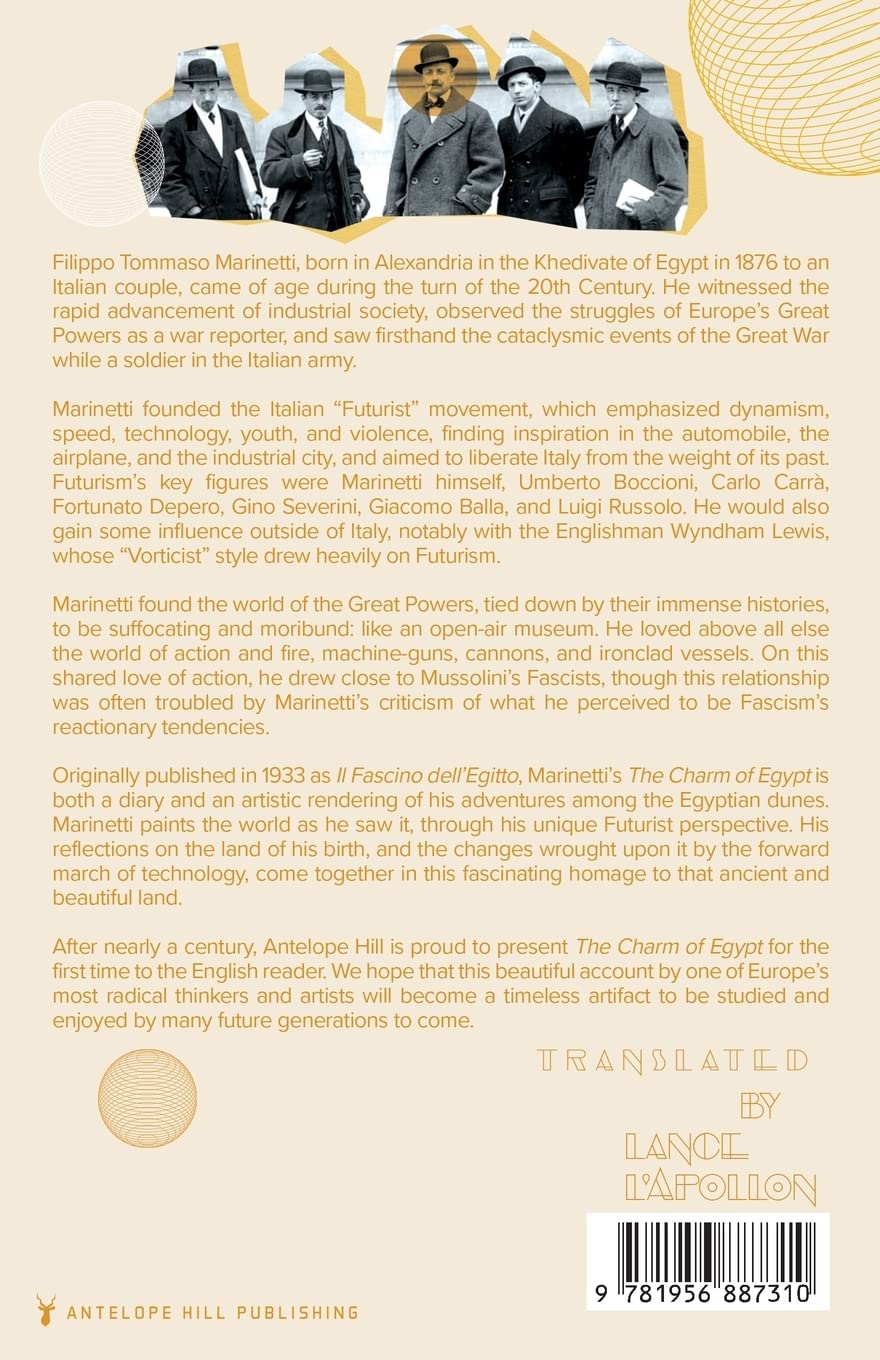 Filippo Tommaso Marinetti, born in Alexandria in the Khedivate of Egypt in 1876 to an
Italian couple, came of age during the turn of the 20th Century. He witnessed the
rapid advancement of industrial society, observed the struggles of Europe’s Great
Powers as a war reporter, and saw firsthand the cataclysmic events of the Great War
while a soldier in the Italian army.
Marinetti founded the Italian “Futurist” movement, which emphasized dynamism,
speed, technology, youth, and violence, finding inspiration in the automobile, the
airplane, and the industrial city, and aimed to liberate Italy from the weight of its past.
Futurism’s key figures were Marinetti himself, Umberto Boccioni, Carlo Carrà,
Fortunato Depero, Gino Severini, Giacomo Balla, and Luigi Russolo. He would also
gain some influence outside of Italy, notably with the Englishman Wyndham Lewis,
whose “Vorticist” style drew heavily on Futurism.
Marinetti found the world of the Great Powers, tied down by their immense histories,
to be suffocating and moribund: like an open-air museum. He loved above all else
the world of action and fire, machine-guns, cannons, and ironclad vessels. On this
shared love of action, he drew close to Mussolini’s Fascists, though this relationship
was often troubled by Marinetti’s criticism of what he perceived to be Fascism’s
reactionary tendencies.
Originally published in 1933 as Il Fascino dell’Egitto, Marinetti’s The Charm of Egypt is
both a diary and an artistic rendering of his adventures among the Egyptian dunes.
Marinetti paints the world as he saw it, through his unique Futurist perspective. His
reflections on the land of his birth, and the changes wrought upon it by the forward
march of technology, come together in this fascinating homage to that ancient and
beautiful land.
After nearly a century, Antelope Hill is proud to present The Charm of Egypt for the
first time to the English reader. We hope that this beautiful account by one of Europe’s
most radical thinkers and artists will become a timeless artifact to be studied and
enjoyed by many future generations to come.
TRANSLATED
BY
LANCE
L’APOLLON
9 781956 887310
ANTELOPE HILL PUBLISHING